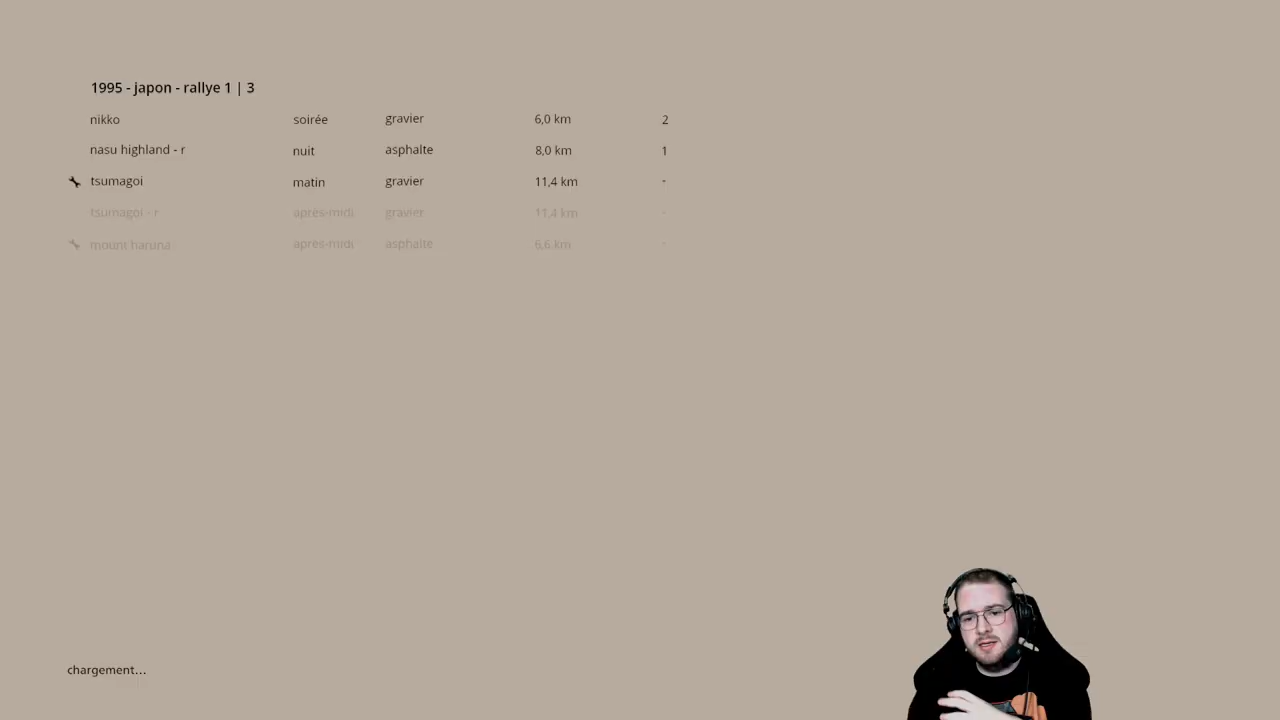 1995 - japon - rallye 1 | 3
nikko soirée gravier 6,0 km 2
nasu highland - r nuit asphalte 8,0 km 1
tsumagoi matin gravier 11,4 km -
tsumagoi - r après-midi gravier 11,4 km -
mount haruna après-midi asphalte 6,6 km -
chargement...